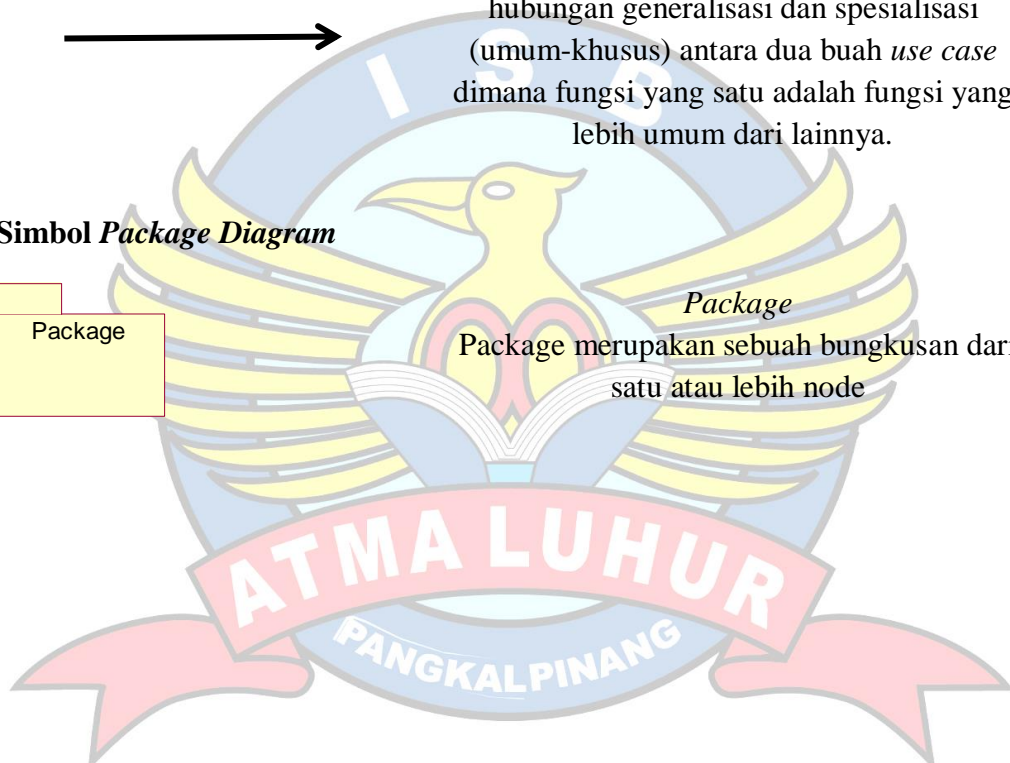 hubungan generalisasi dan spesialisasi
(umum-khusus) antara dua buah use case
dimana fungsi yang satu adalah fungsi yang
lebih umum dari lainnya.
Simbol Package Diagram
Package
Package
Package merupakan sebuah bungkusan dari
satu atau lebih node
I S B
ATMA LUHUR
PANGKALPINANG